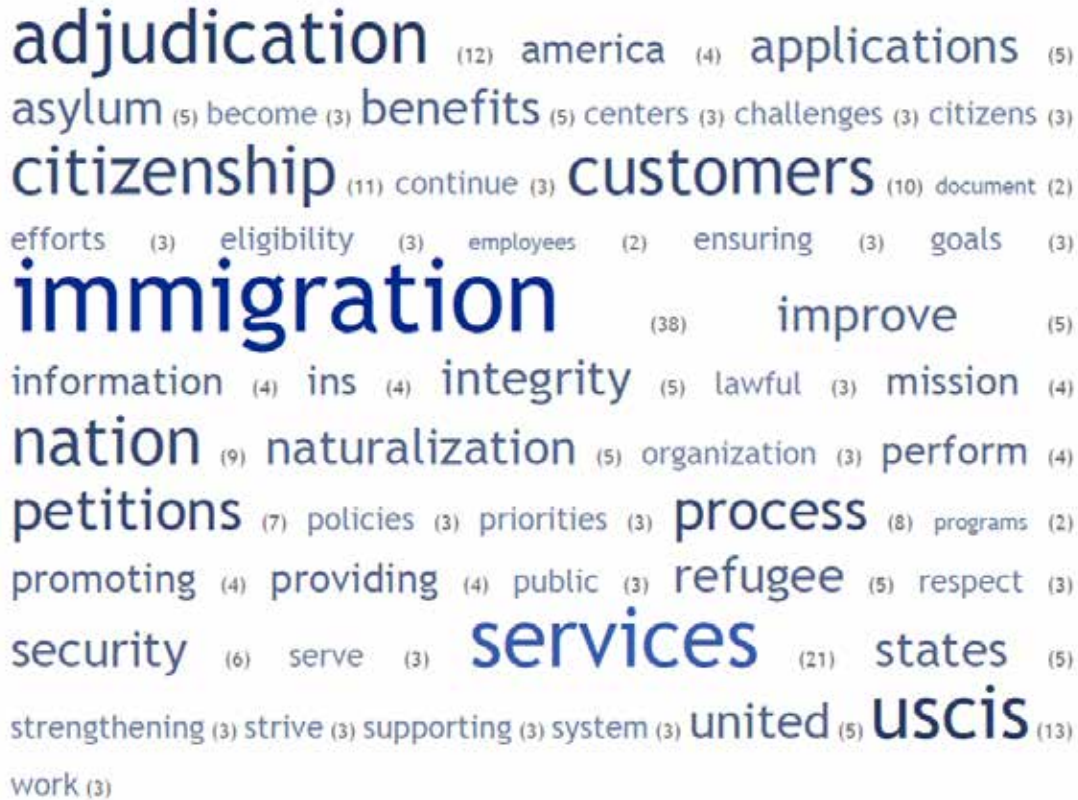 adjudication (12) america (4) applications (5)
asylum (5) become (3) benefits (5) centers (3) challenges (3) citizens (3)
citizenship (11) continue (3) customers (10) document (2)
efforts (3) eligibility (3) employees (2) ensuring (3) goals (3)
immigration (38) improve (5)
information (4) ins (4) integrity (5) lawful (3) mission (4)
nation (9) naturalization (5) organization (3) perform (4)
petitions (7) policies (3) priorities (3) process (8) programs (2)
promoting (4) providing (4) public (3) refugee (5) respect (3)
security (6) serve (3) services (21) states (5)
strengthening (3) strive (3) supporting (3) system (3) united (5) uscis (13)
work (3)